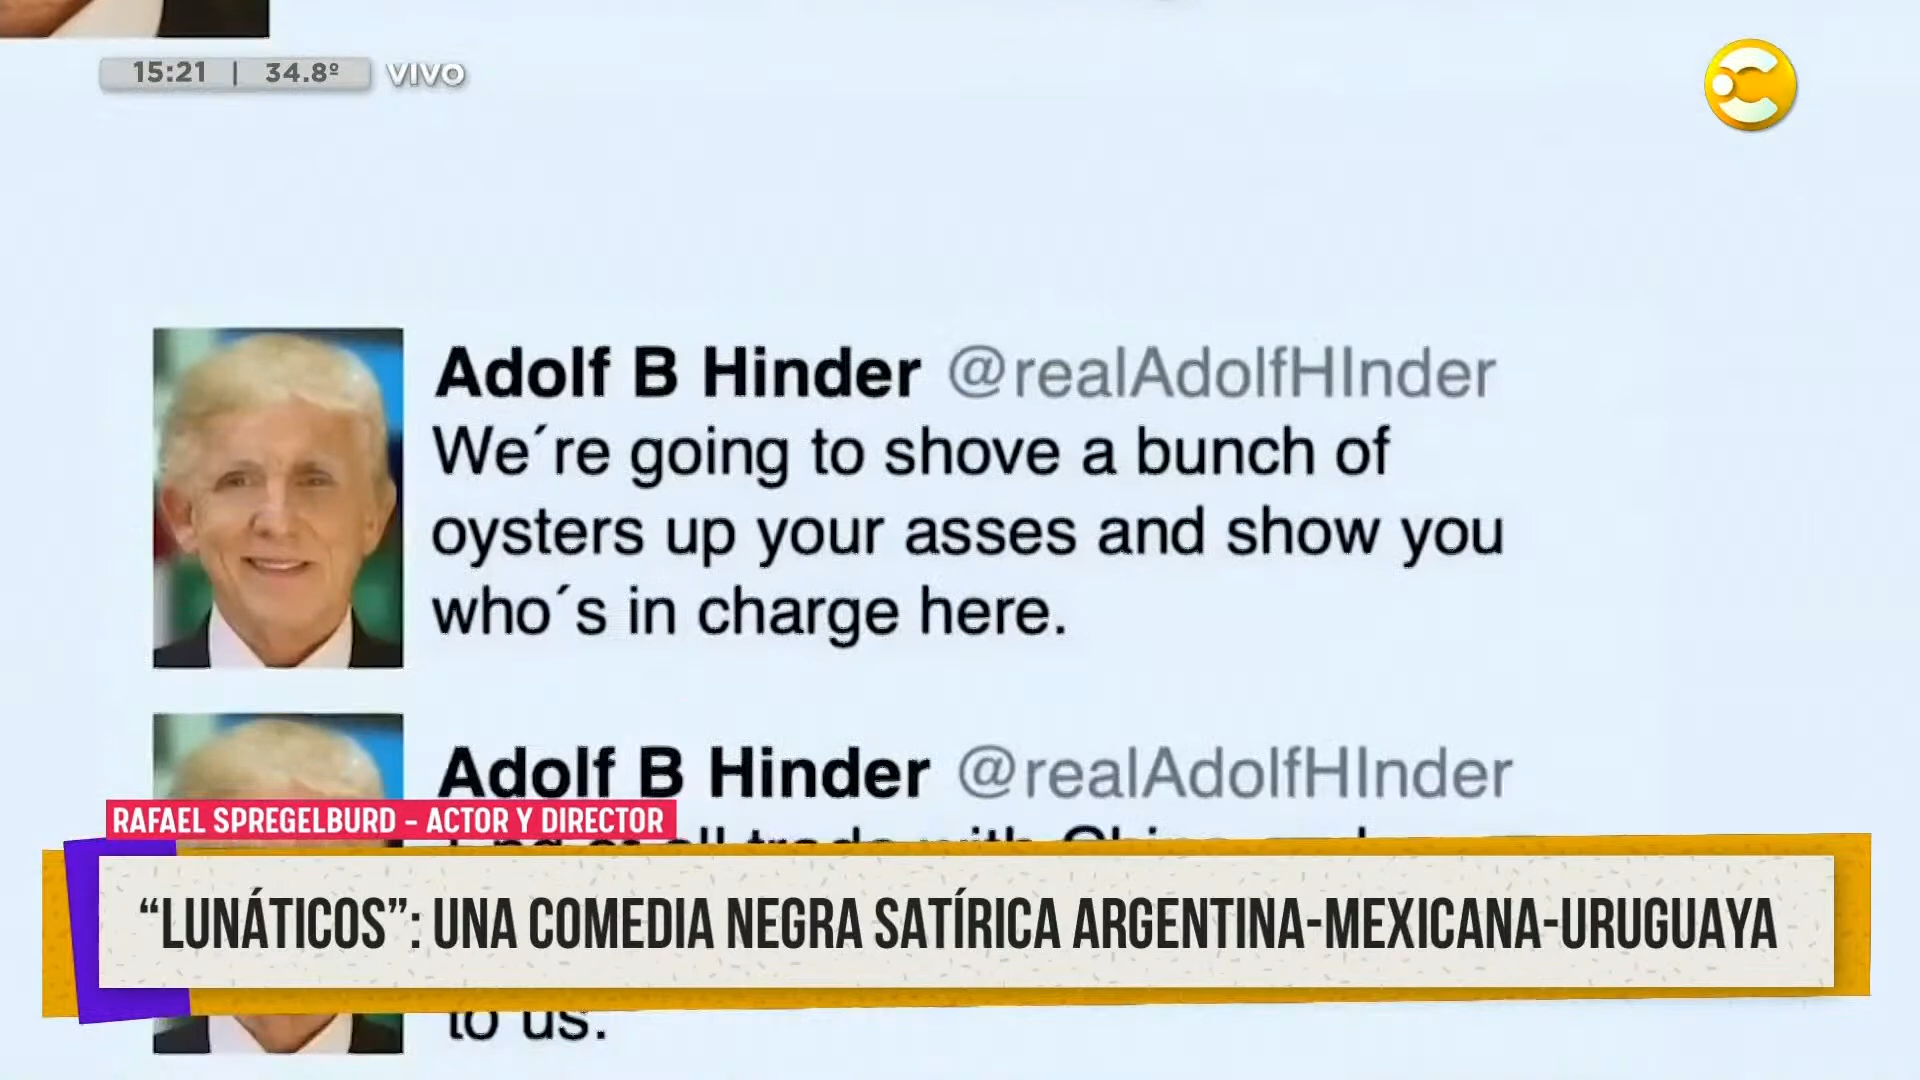 15:21 | 34.8º VIVO
Adolf B Hinder @realAdolfHInder
We´re going to shove a bunch of
oysters up your asses and show you
who´s in charge here.
Adolf B Hinder @realAdolfHInder
RAFAEL SPREGELBURD - ACTOR Y DIRECTOR
“LUNÁTICOS”: UNA COMEDIA NEGRA SATÍRICA ARGENTINA-MEXICANA-URUGUAYA
to us.